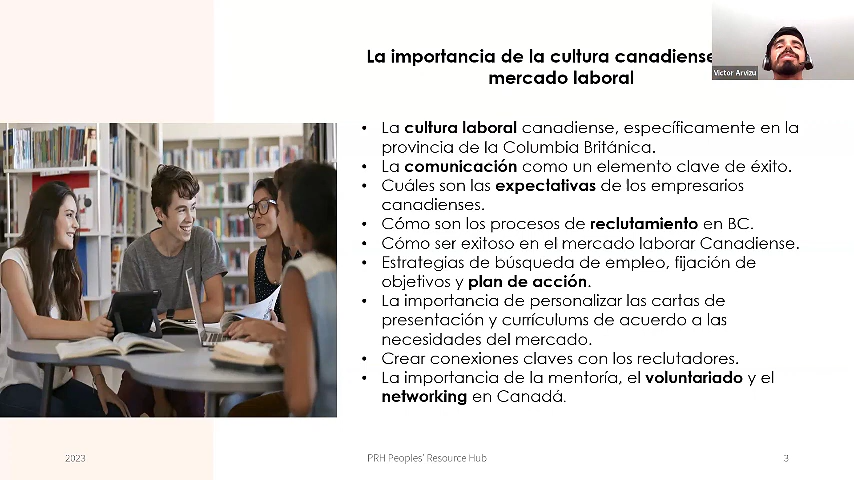 La importancia de la cultura canadiense
mercado laboral
Victor Arvizu
• La cultura laboral canadiense, específicamente en la
provincia de la Columbia Británica.
• La comunicación como un elemento clave de éxito.
• Cuáles son las expectativas de los empresarios
canadienses.
• Cómo son los procesos de reclutamiento en BC.
• Cómo ser exitoso en el mercado laborar Canadiense.
• Estrategias de búsqueda de empleo, fijación de
objetivos y plan de acción.
• La importancia de personalizar las cartas de
presentación y currículums de acuerdo a las
necesidades del mercado.
• Crear conexiones claves con los reclutadores.
• La importancia de la mentoría, el voluntariado y el
networking en Canadá.
2023
PRH Peoples' Resource Hub
3